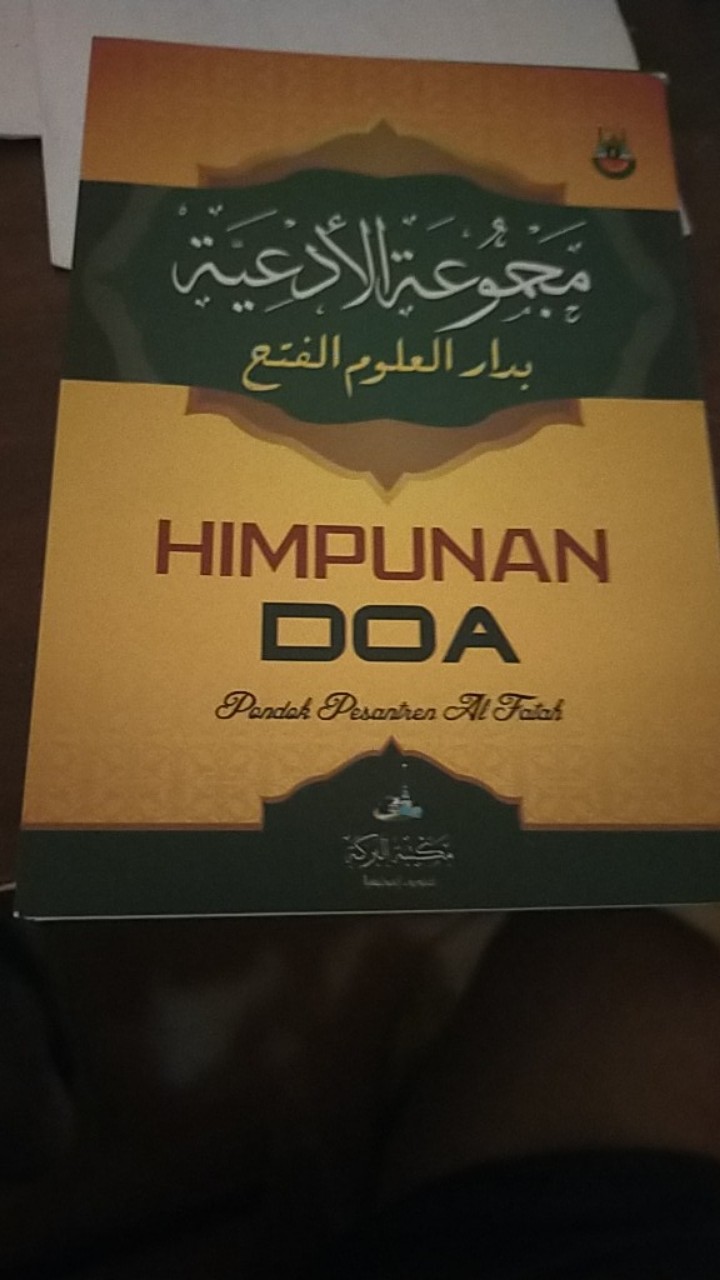 مجموعة الأدعية
بدار العلوم الفتح
HIMPUNAN
DOA
Pondok Pesantren Al Fatah
مكتبة البركة